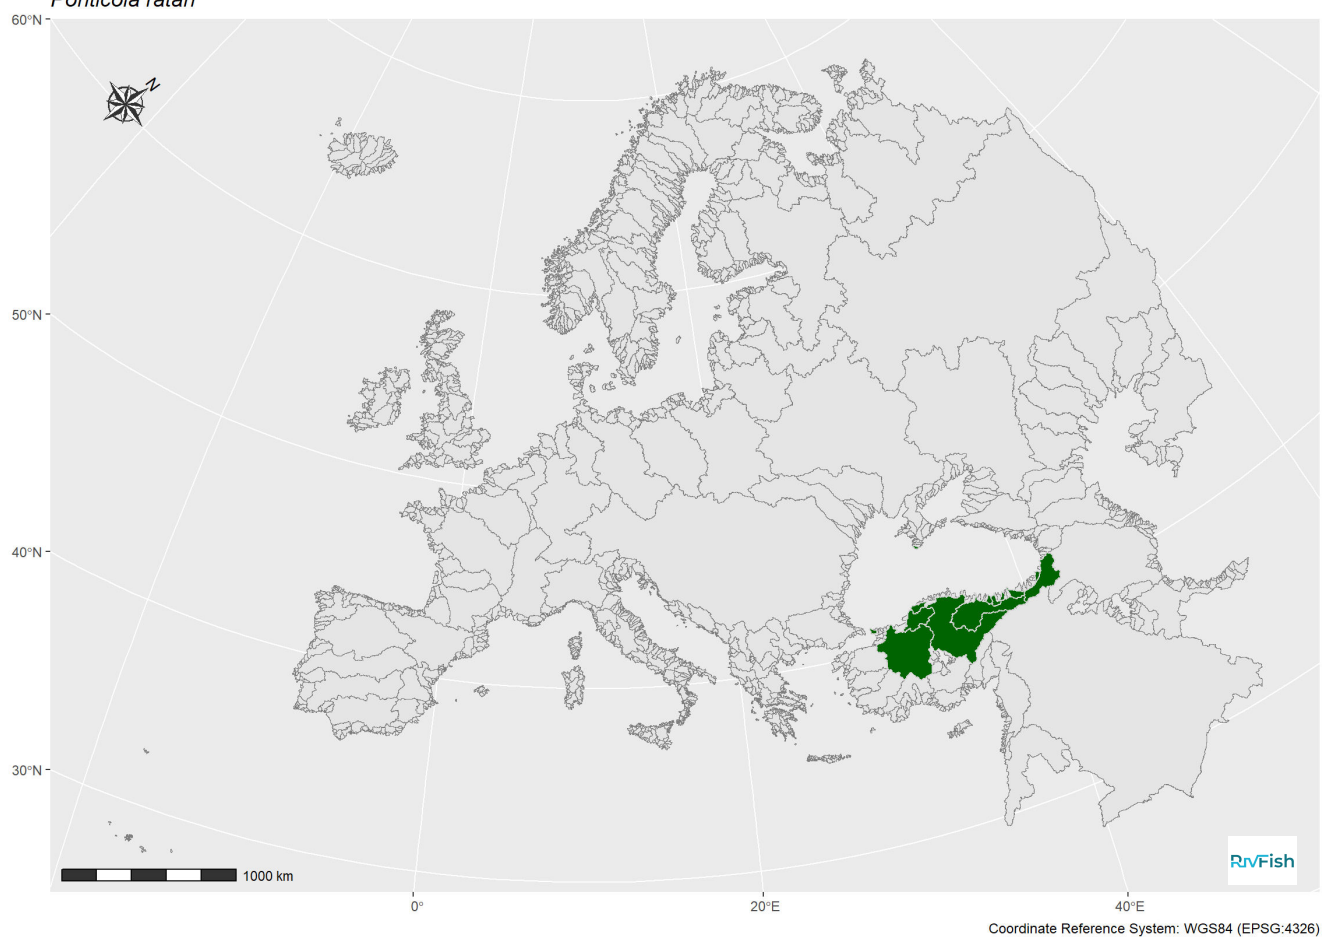 Ponticola ratan
60°N
N
50°N
40°N
30°N
1000 km
RivFish
0°
20°E
40°E
Coordinate Reference System: WGS84 (EPSG:4326)